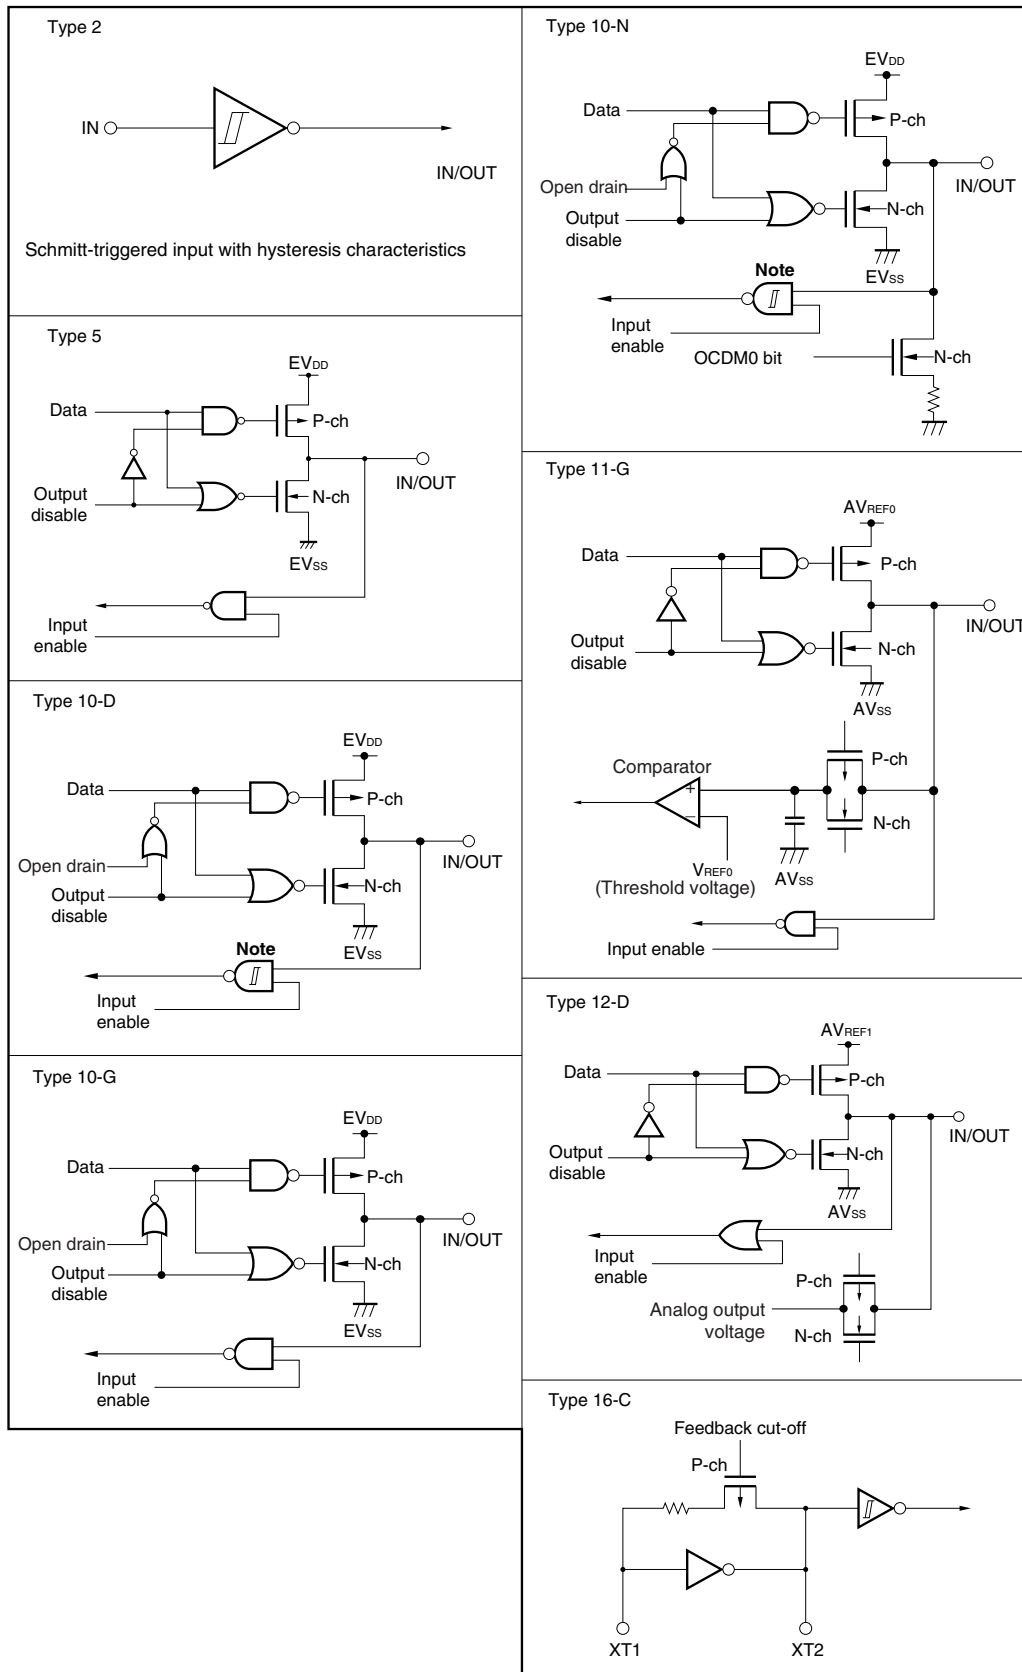 Type 2
IN
IN/OUT
Schmitt-triggered input with hysteresis characteristics
Type 5
EVDD
Data
P-ch
IN/OUT
Output
disable
N-ch
EVSS
Input
enable
Type 10-D
EVDD
Data
P-ch
Open drain
IN/OUT
Output
disable
N-ch
EVSS
Note
Input
enable
Type 10-G
EVDD
Data
P-ch
Open drain
IN/OUT
Output
disable
N-ch
EVSS
Input
enable
Type 10-N
EVDD
Data
P-ch
Open drain
IN/OUT
Output
disable
N-ch
EVSS
Note
Input
enable
OCDM0 bit
N-ch
Type 11-G
AVREF0
Data
P-ch
IN/OUT
Output
disable
N-ch
AVSS
P-ch
Comparator
+
–
N-ch
VREF0
(Threshold voltage)
AVSS
Input enable
Type 12-D
AVREF1
Data
P-ch
IN/OUT
Output
disable
N-ch
AVSS
Input
enable
P-ch
Analog output
voltage
N-ch
Type 16-C
Feedback cut-off
P-ch
XT1
XT2